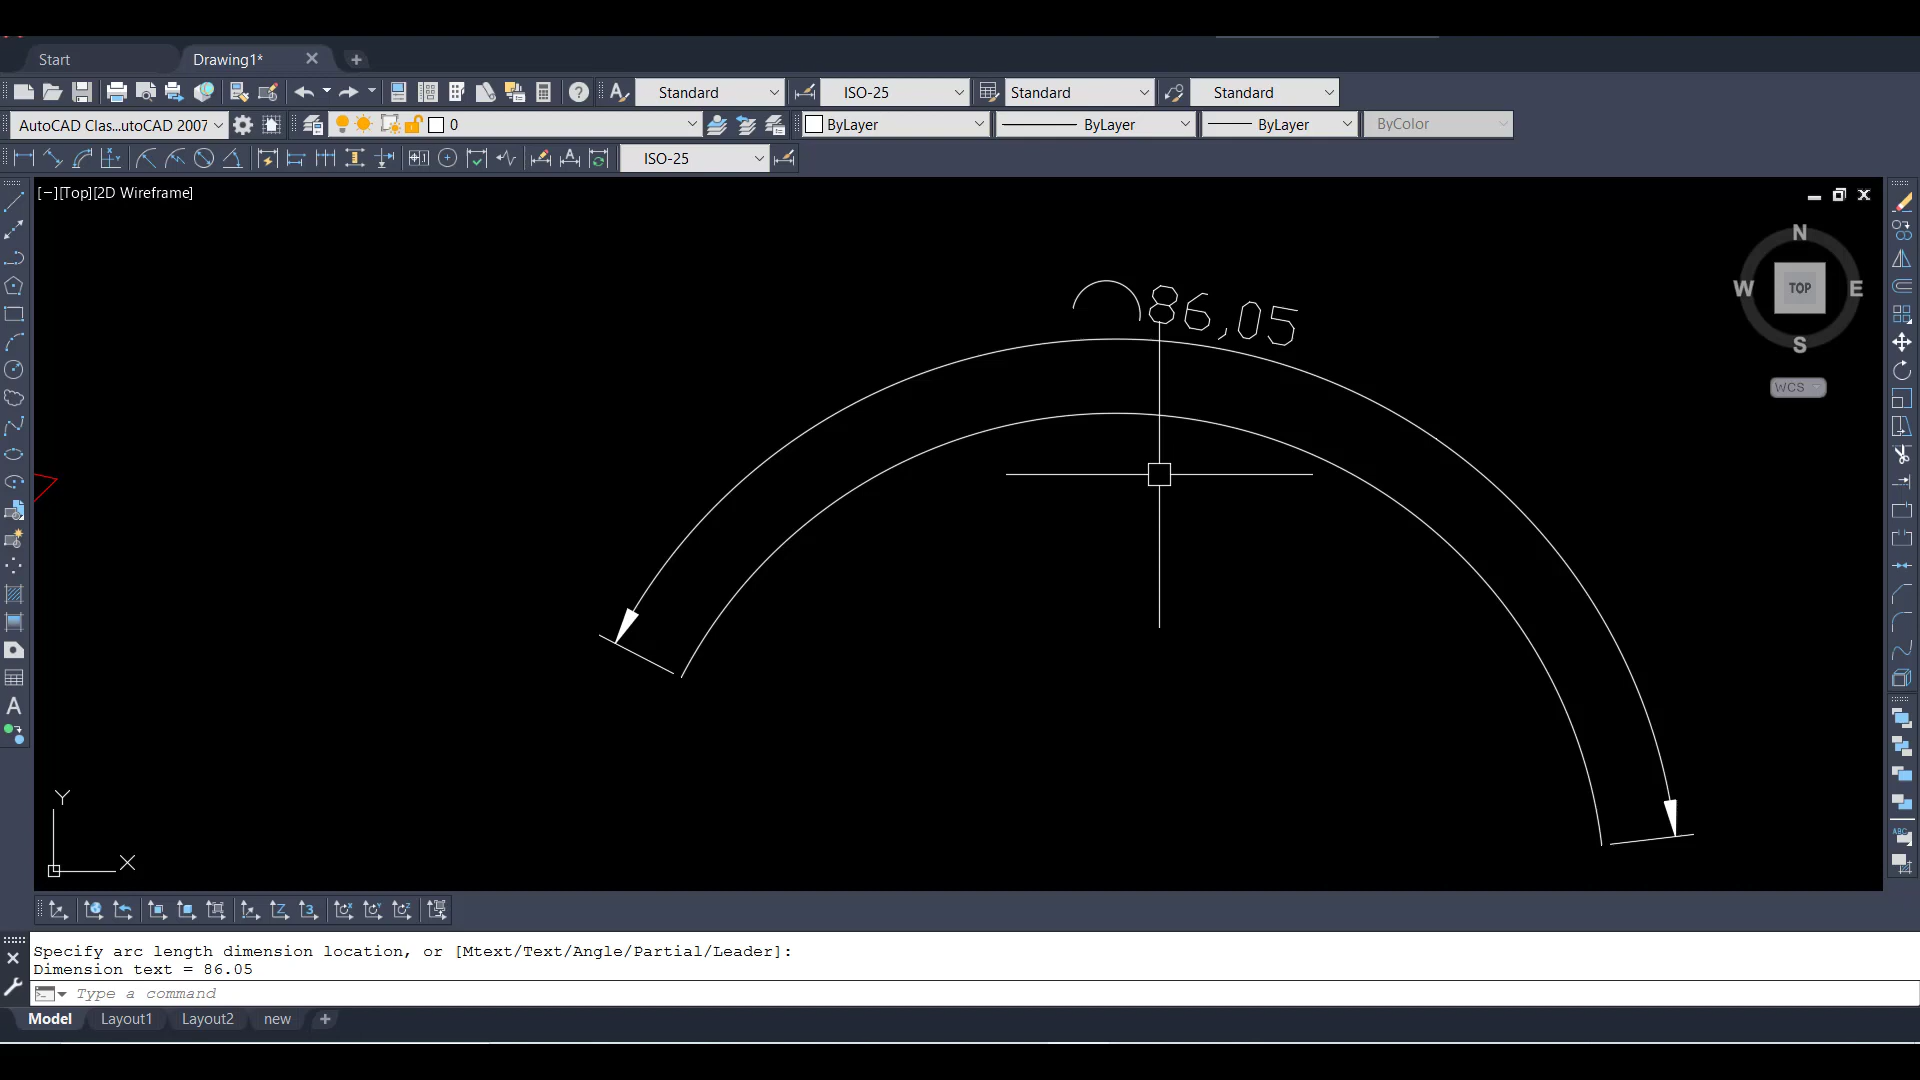 Start
Drawing1*
Standard
ISO-25
Standard
Standard
AutoCAD Clas...utoCAD 2007
0
ByLayer
ByLayer
ByLayer
ByColor
ISO-25
[−][Top][2D Wireframe]
N
W
TOP
E
S
WCS
86,05
A
Y
X
Specify arc length dimension location, or [Mtext/Text/Angle/Partial/Leader]:
Dimension text = 86.05
Type a command
Model
Layout1
Layout2
new